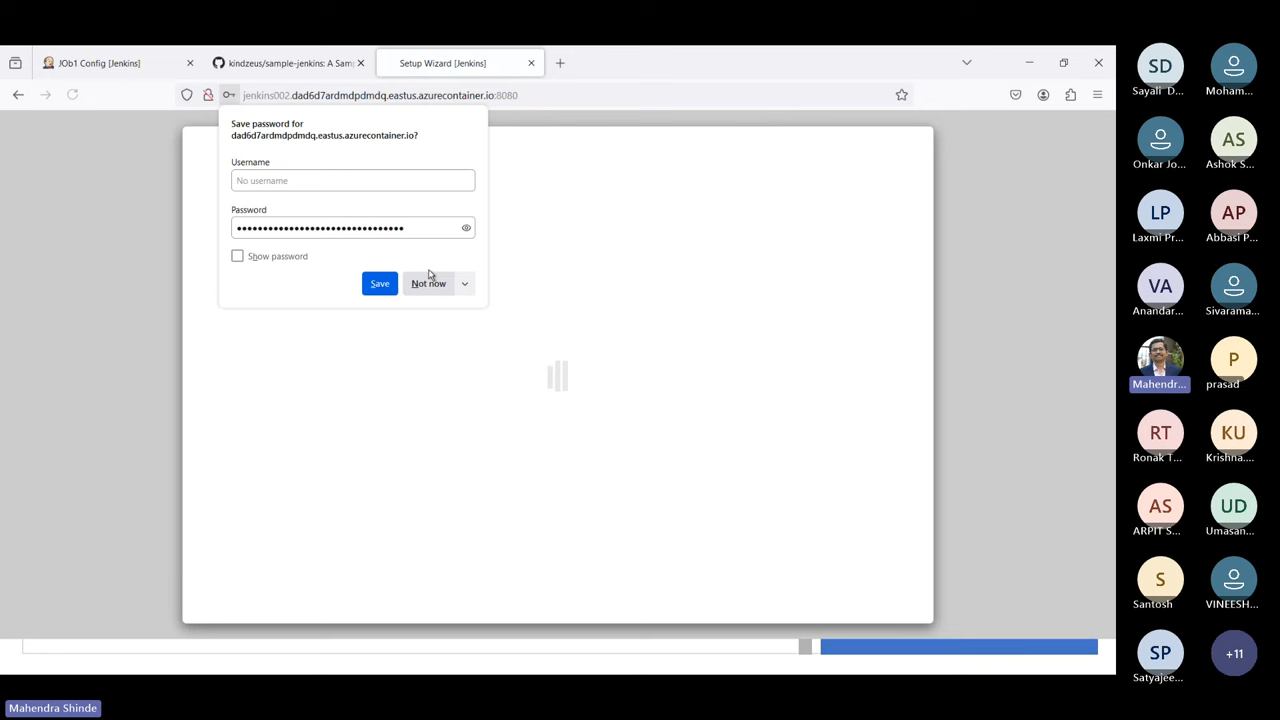 JOb1 Config [Jenkins]
kindzeus/sample-jenkins: A Sam
Setup Wizard [Jenkins]
jenkins002.dad6d7ardmdpdmdq.eastus.azurecontainer.io:8080
Save password for
dad6d7ardmdpdmdq.eastus.azurecontainer.io?
Username
No username
Password
••••••••••••••••••••••••••••••••
Show password
Save
Not now
SD
Sayali D...
Moham...
Onkar Jo...
AS
Ashok S...
LP
Laxmi Pr...
AP
Abbasi P...
VA
Anandar...
Sivarama...
Mahendr...
P
prasad
RT
Ronak T...
KU
Krishna....
AS
ARPIT S...
UD
Umasan...
S
Santosh
VINEESH...
SP
Satyajee...
+11
Mahendra Shinde